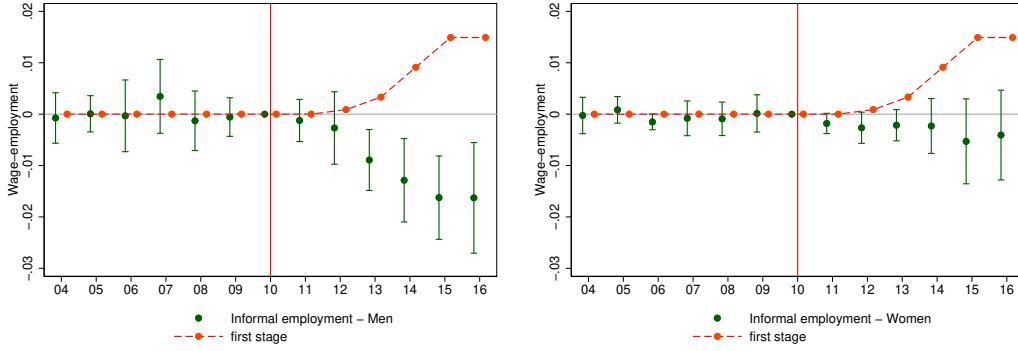 .02
.01
0
-.01
-.02
-.03
Wage-employment
04 05 06 07 08 09 10 11 12 13 14 15 16
Informal employment – Men
first stage
.02
.01
0
-.01
-.02
-.03
Wage-employment
04 05 06 07 08 09 10 11 12 13 14 15 16
Informal employment – Women
first stage